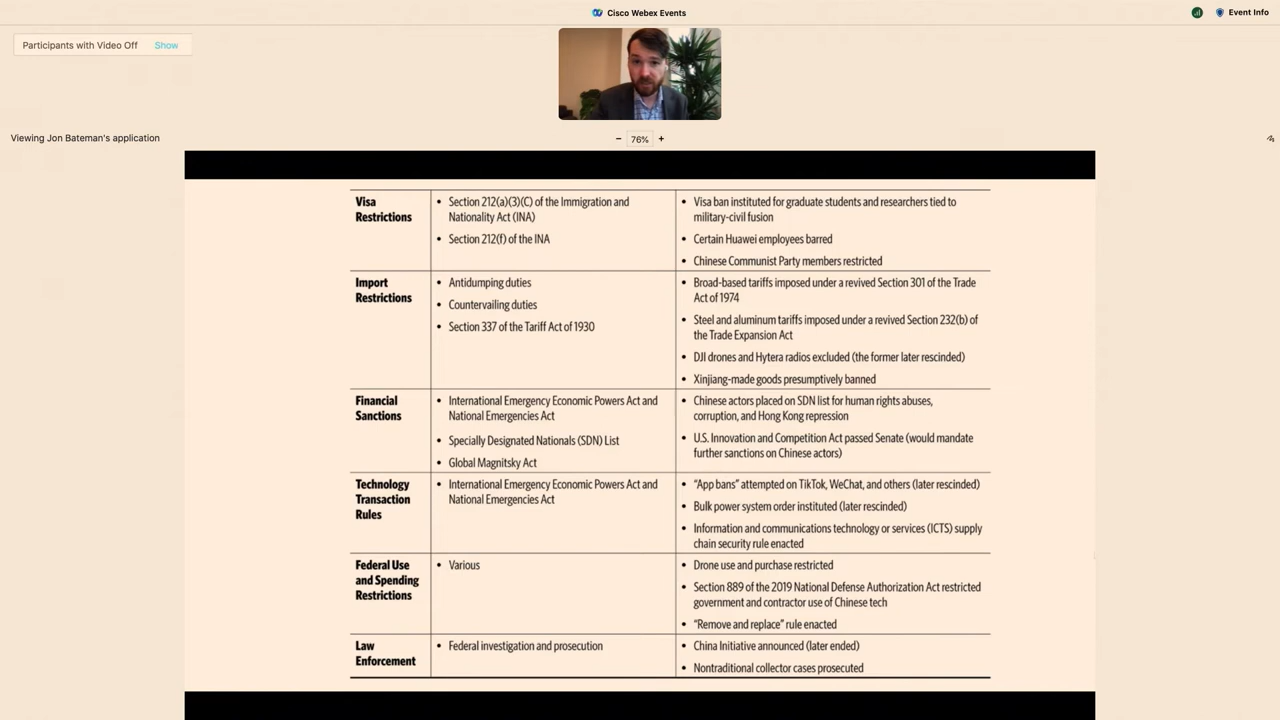 Cisco Webex Events
Event Info
Participants with Video Off Show
Viewing Jon Bateman's application
− 76% +
Visa
Restrictions
• Section 212(a)(3)(C) of the Immigration and
Nationality Act (INA)
• Section 212(f) of the INA
• Visa ban instituted for graduate students and researchers tied to
military-civil fusion
• Certain Huawei employees barred
• Chinese Communist Party members restricted
Import
Restrictions
• Antidumping duties
• Countervailing duties
• Section 337 of the Tariff Act of 1930
• Broad-based tariffs imposed under a revived Section 301 of the Trade
Act of 1974
• Steel and aluminum tariffs imposed under a revived Section 232(b) of
the Trade Expansion Act
• DJI drones and Hytera radios excluded (the former later rescinded)
• Xinjiang-made goods presumptively banned
Financial
Sanctions
• International Emergency Economic Powers Act and
National Emergencies Act
• Specially Designated Nationals (SDN) List
• Global Magnitsky Act
• Chinese actors placed on SDN list for human rights abuses,
corruption, and Hong Kong repression
• U.S. Innovation and Competition Act passed Senate (would mandate
further sanctions on Chinese actors)
Technology
Transaction
Rules
• International Emergency Economic Powers Act and
National Emergencies Act
• "App bans" attempted on TikTok, WeChat, and others (later rescinded)
• Bulk power system order instituted (later rescinded)
• Information and communications technology or services (ICTS) supply
chain security rule enacted
Federal Use
and Spending
Restrictions
• Various
• Drone use and purchase restricted
• Section 889 of the 2019 National Defense Authorization Act restricted
government and contractor use of Chinese tech
• "Remove and replace" rule enacted
Law
Enforcement
• Federal investigation and prosecution
• China Initiative announced (later ended)
• Nontraditional collector cases prosecuted